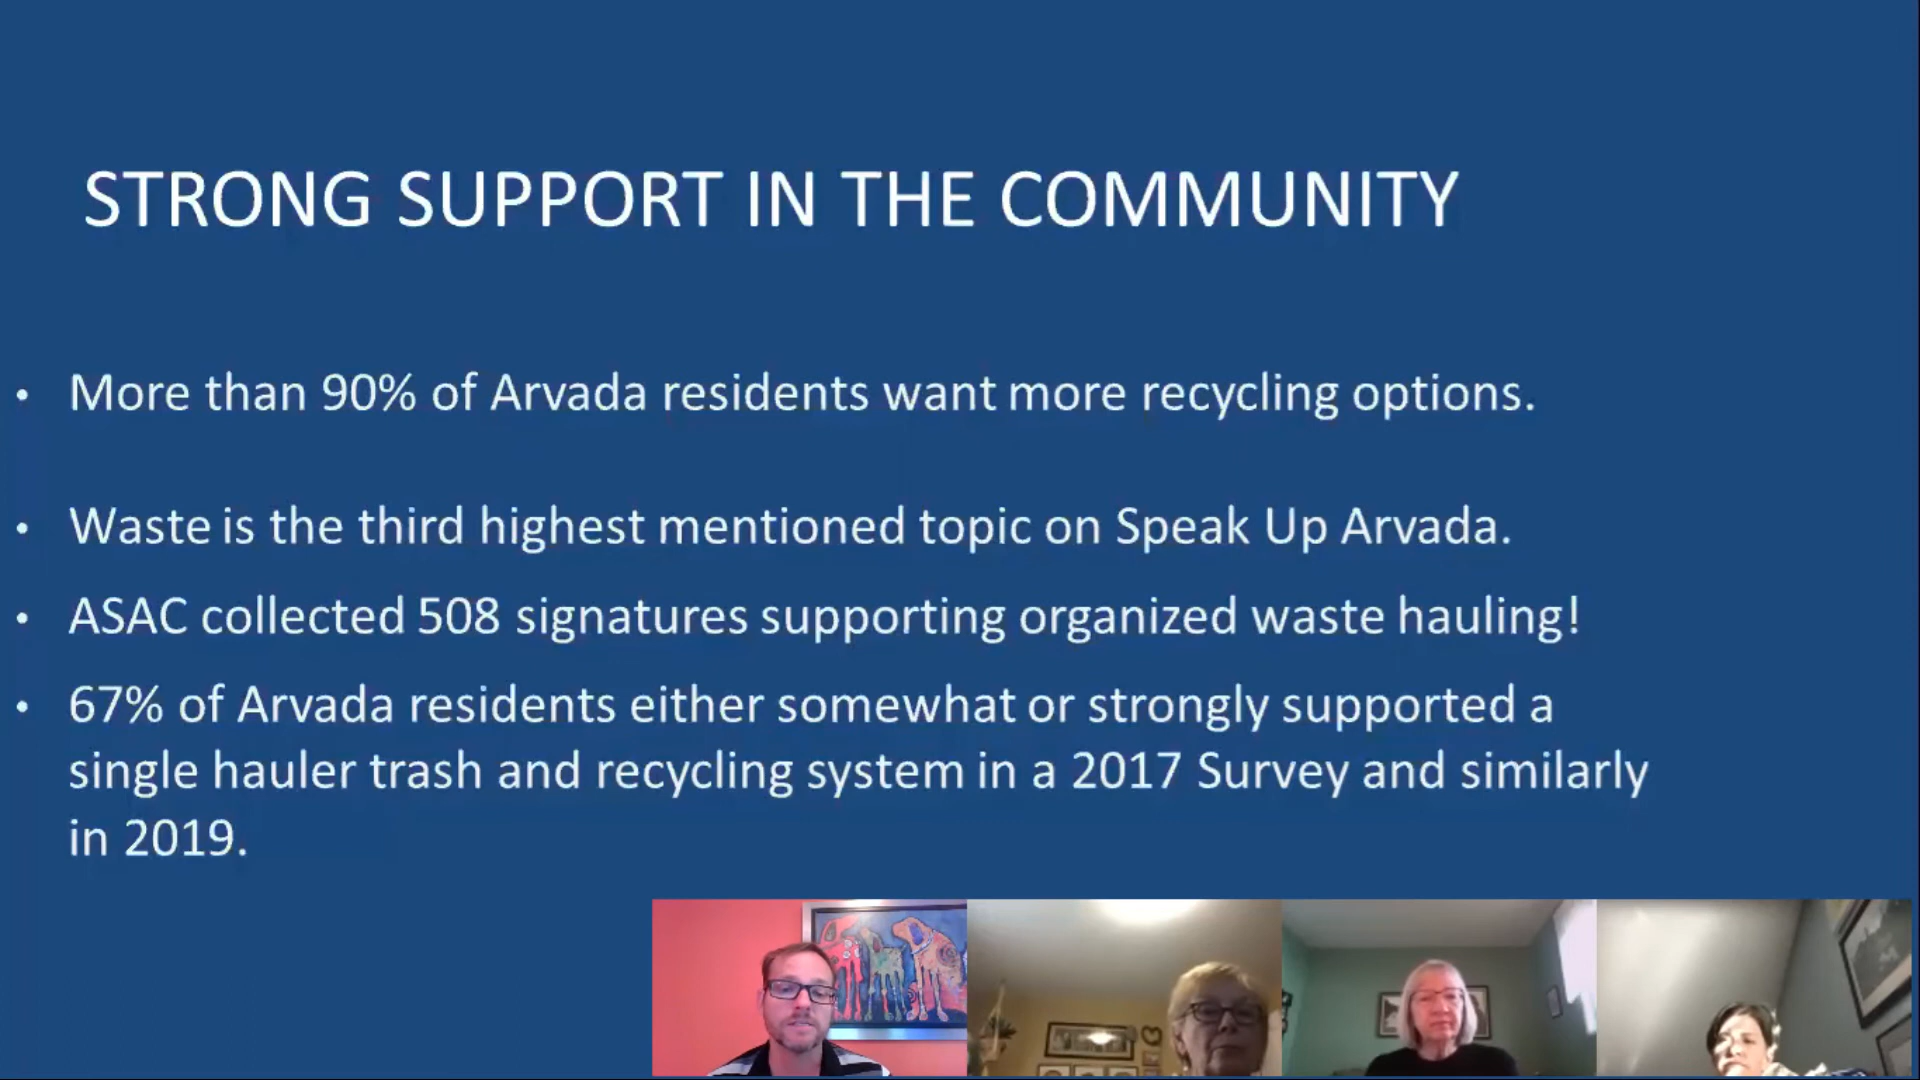 STRONG SUPPORT IN THE COMMUNITY
• More than 90% of Arvada residents want more recycling options.
• Waste is the third highest mentioned topic on Speak Up Arvada.
• ASAC collected 508 signatures supporting organized waste hauling!
• 67% of Arvada residents either somewhat or strongly supported a
single hauler trash and recycling system in a 2017 Survey and similarly
in 2019.